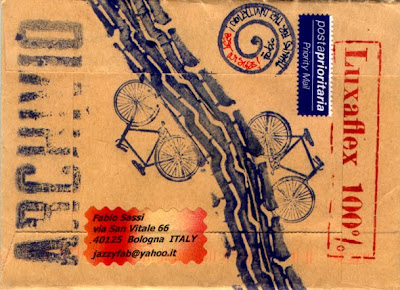 ARCHIVIO
postaprioritaria
Priority Mail
Luxaflex 100%
Fabio Sassi
via San Vitale 66
40125 Bologna ITALY
jazzyfab@yahoo.it